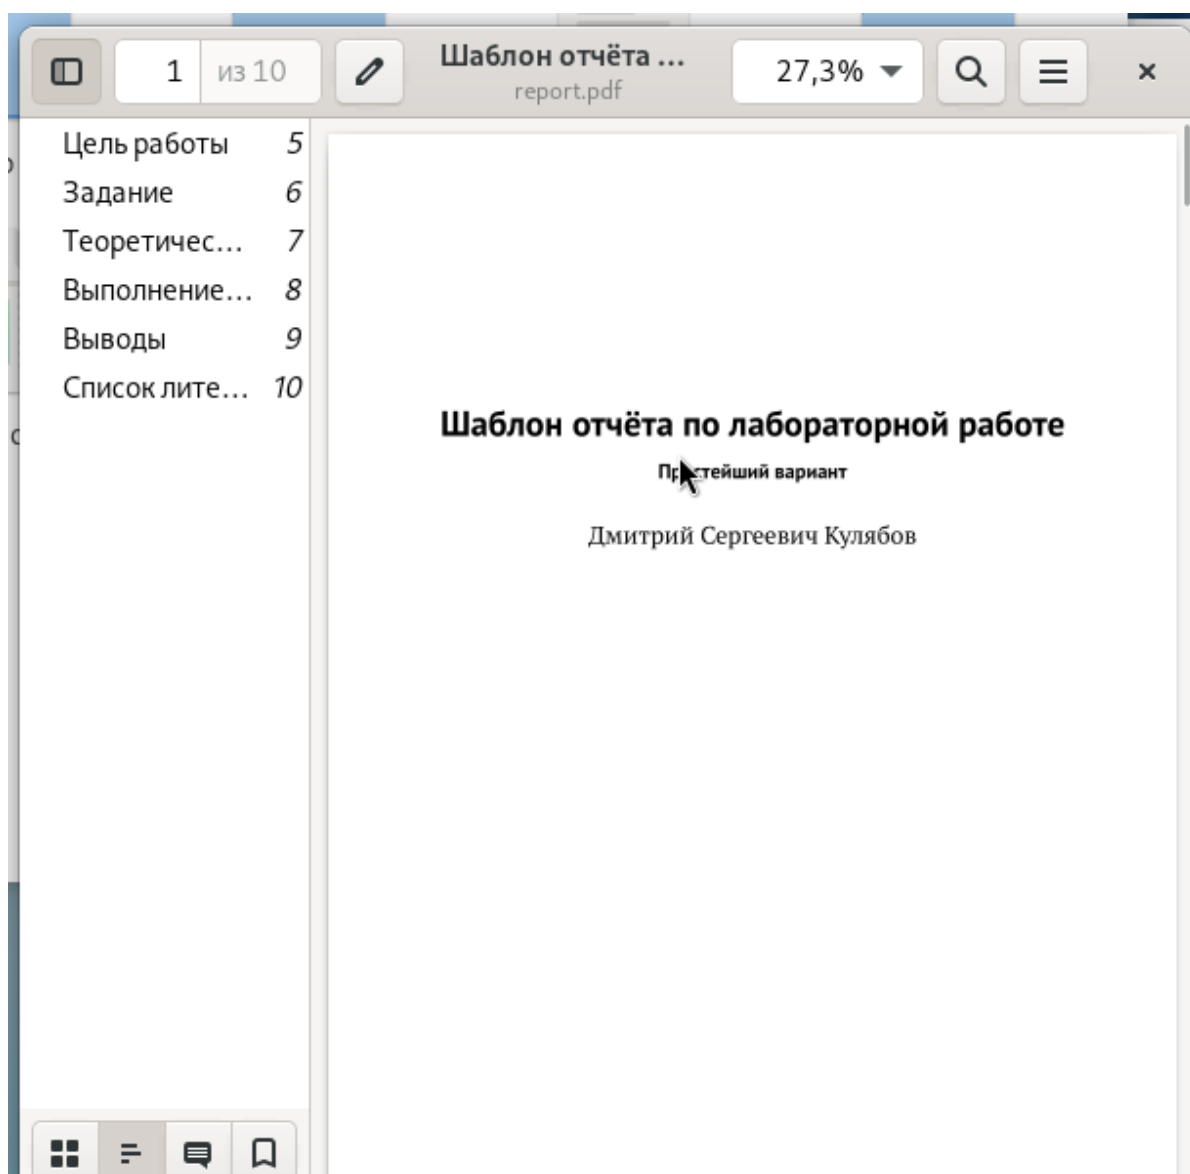 1 из 10
Шаблон отчёта ...
report.pdf
27,3%
Цель работы 5
Задание 6
Теоретичес... 7
Выполнение... 8
Выводы 9
Список лите... 10
Шаблон отчёта по лабораторной работе
вариант
Дмитрий Сергеевич Кулябов